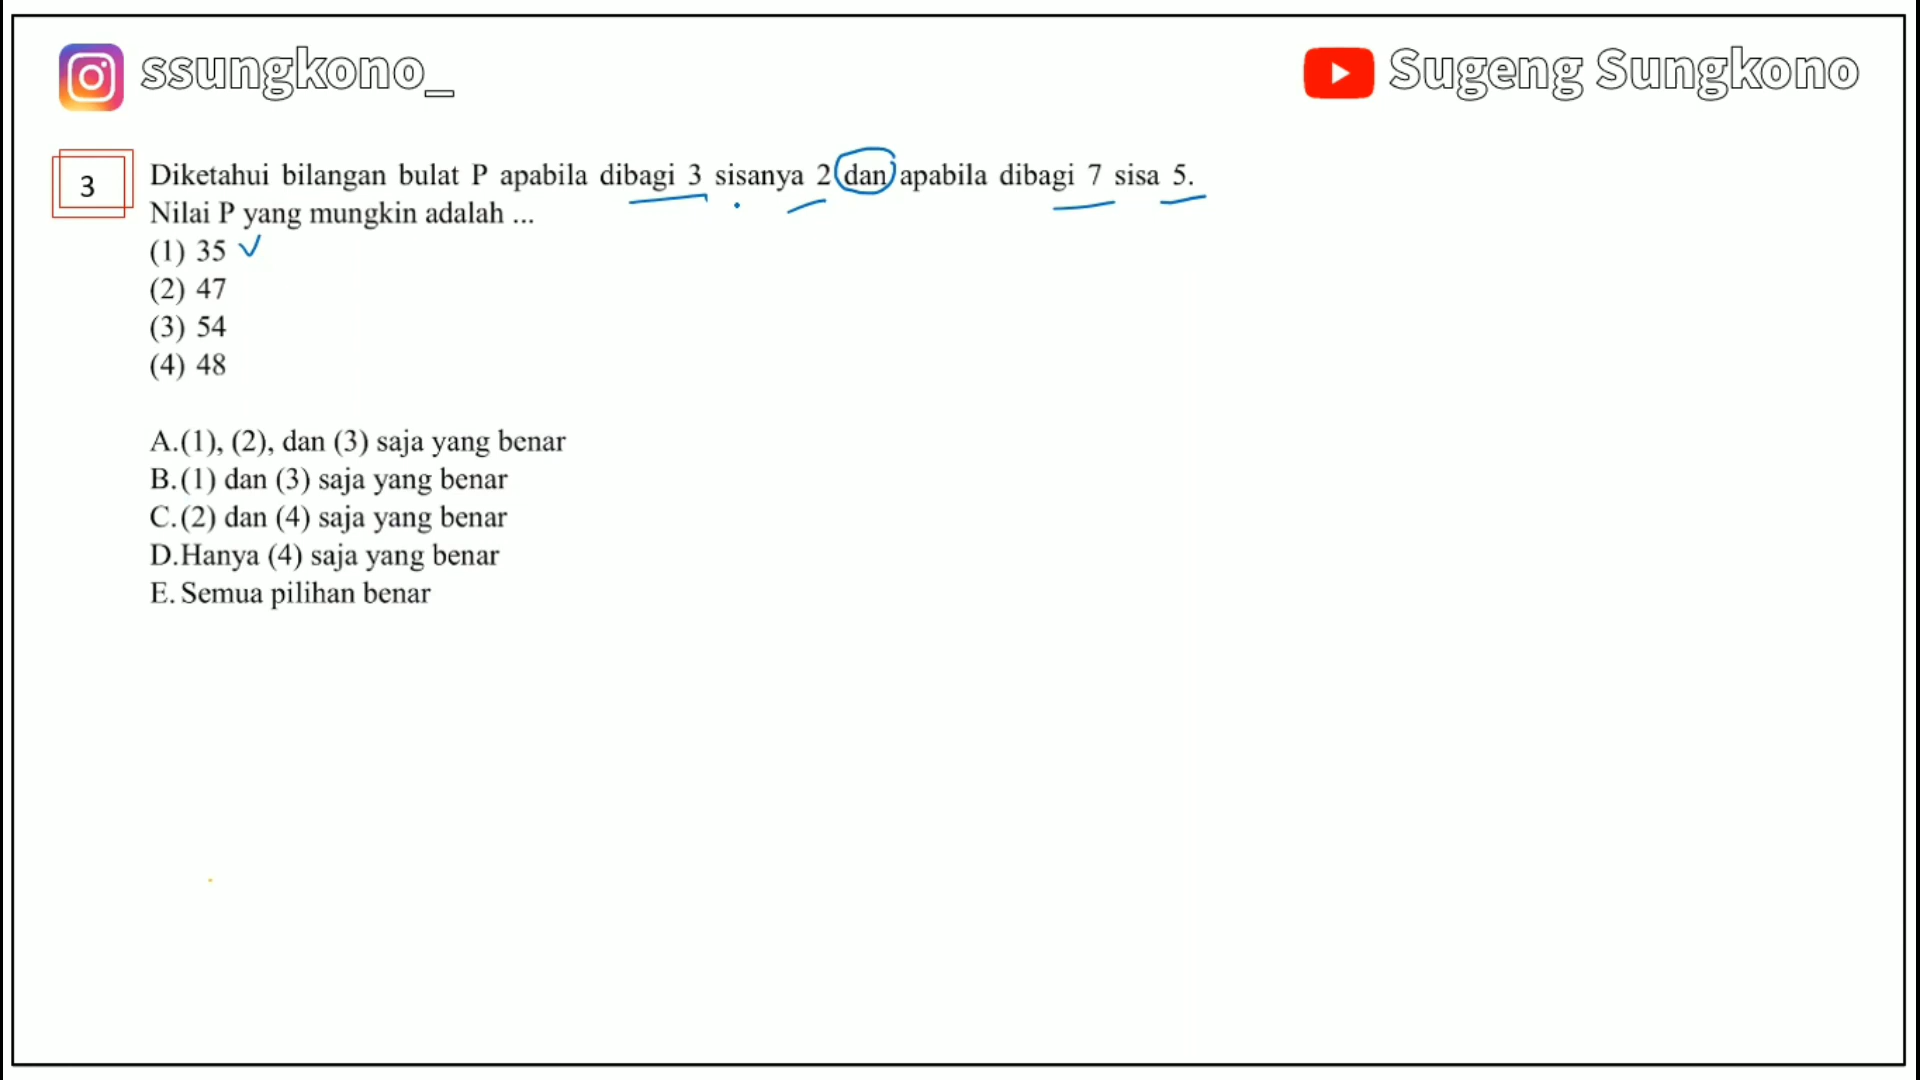 ssungkono_
Sugeng Sungkono
3
Diketahui bilangan bulat P apabila dibagi 3 sisanya 2 dan apabila dibagi 7 sisa 5.
Nilai P yang mungkin adalah ...
(1) 35
(2) 47
(3) 54
(4) 48
A.(1), (2), dan (3) saja yang benar
B.(1) dan (3) saja yang benar
C.(2) dan (4) saja yang benar
D.Hanya (4) saja yang benar
E. Semua pilihan benar